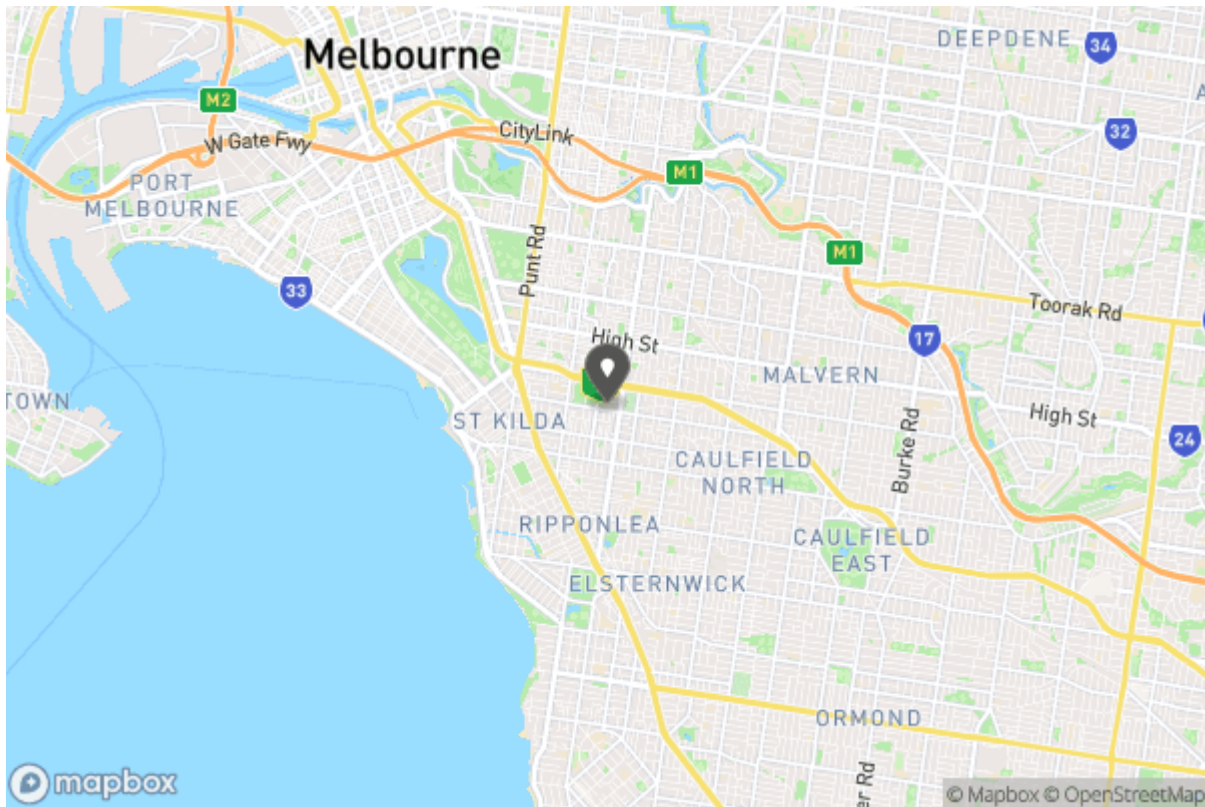 Melbourne
DEEPDENE
34
M2
32
CityLink
W Gate Fwy
M1
PORT
MELBOURNE
Punt Rd
M1
33
Toorak Rd
High St
17
MALVERN
TOWN
ST KILDA
High St
24
Burke Rd
CAULFIELD
NORTH
RIPPONLEA
CAULFIELD
EAST
ELSTERNWICK
ORMOND
er Rd
mapbox
© Mapbox © OpenStreetMap